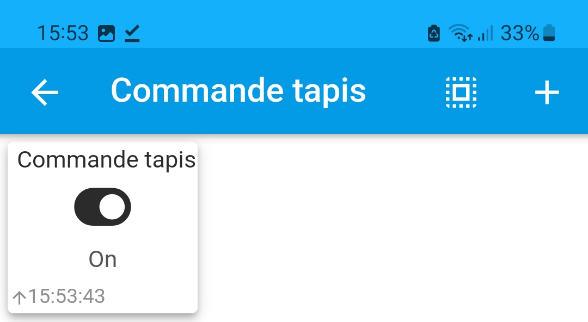 15:53 33%
Commande tapis
Commande tapis
On
↑15:53:43